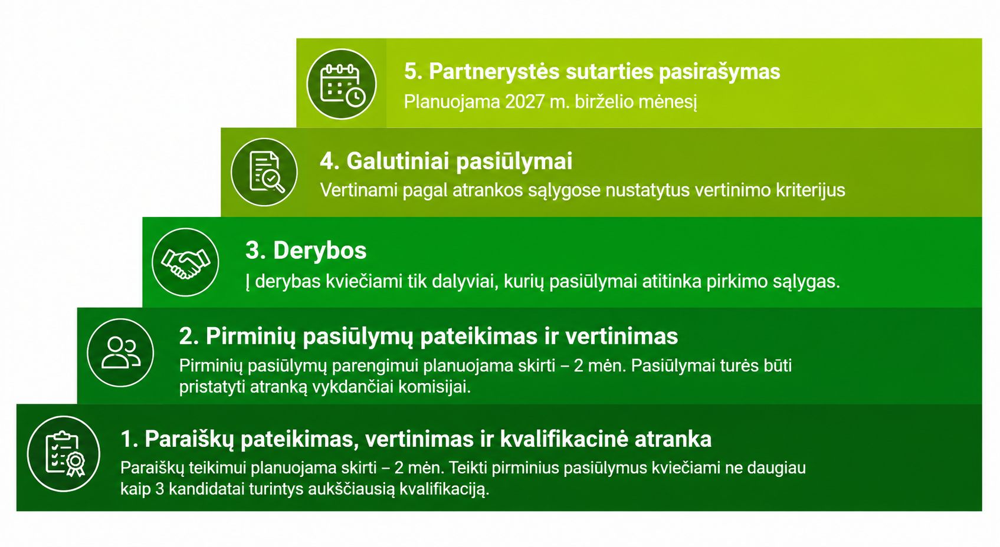 5. Partnerystės sutarties pasirašymas
Planuojama 2027 m. birželio mėnesį
4. Galutiniai pasiūlymai
Vertinami pagal atrankos sąlygose nustatytus vertinimo kriterijus
3. Derybos
Į derybas kviečiami tik dalyviai, kurių pasiūlymai atitinka pirkimo sąlygas.
2. Pirminių pasiūlymų pateikimas ir vertinimas
Pirminių pasiūlymų parengimui planuojama skirti – 2 mėn. Pasiūlymai turės būti
pristatyti atranką vykdančiai komisijai.
1. Paraiškų pateikimas, vertinimas ir kvalifikacinė atranka
Paraiškų teikimui planuojama skirti – 2 mėn. Teikti pirminius pasiūlymus kviečiami ne daugiau
kaip 3 kandidatai turintys aukščiausią kvalifikaciją.